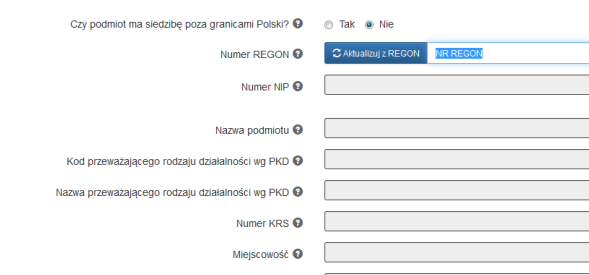 Czy podmiot ma siedzibę poza granicami Polski? Tak Nie
Numer REGON Aktualizuj z REGON NR REGON
Numer NIP
Nazwa podmiotu
Kod przeważającego rodzaju działalności wg PKD
Nazwa przeważającego rodzaju działalności wg PKD
Numer KRS
Miejscowość